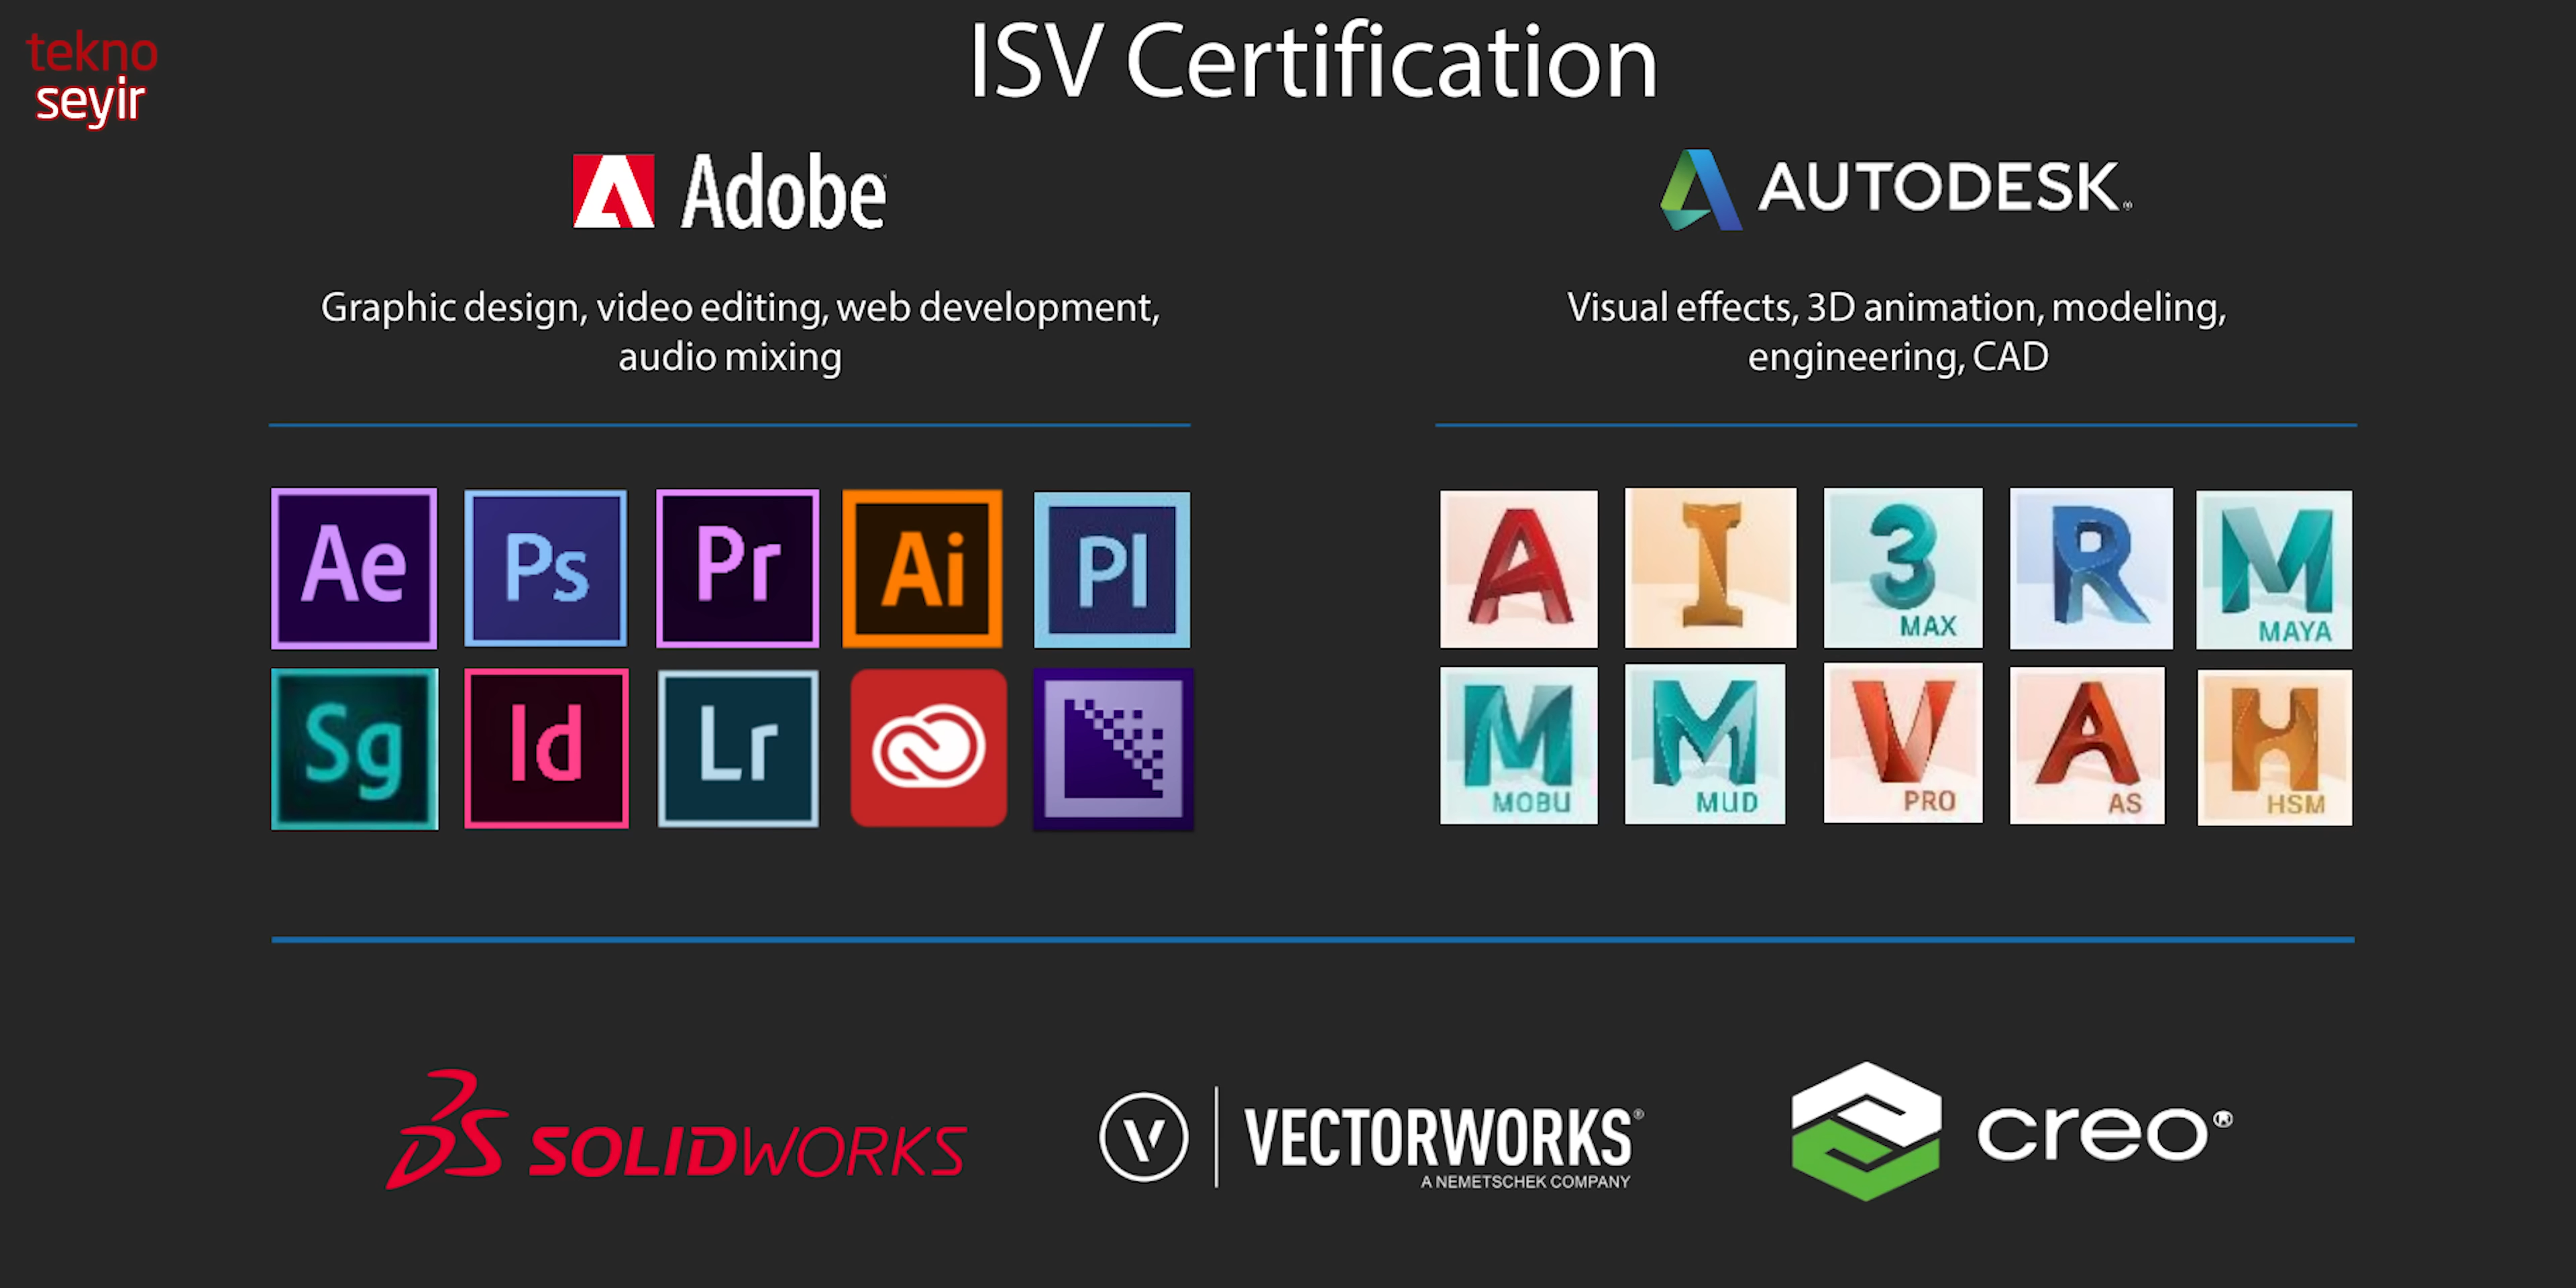 tekno
seyir
ISV Certification
Adobe
Graphic design, video editing, web development,
audio mixing
Ae Ps Pr Ai Pl
Sg Id Lr
AUTODESK.
Visual effects, 3D animation, modeling,
engineering, CAD
A I 3 MAX R M MAYA
M MOBU M MUD V PRO A AS H HSM
SOLIDWORKS
V VECTORWORKS®
A NEMETSCHEK COMPANY
creo®